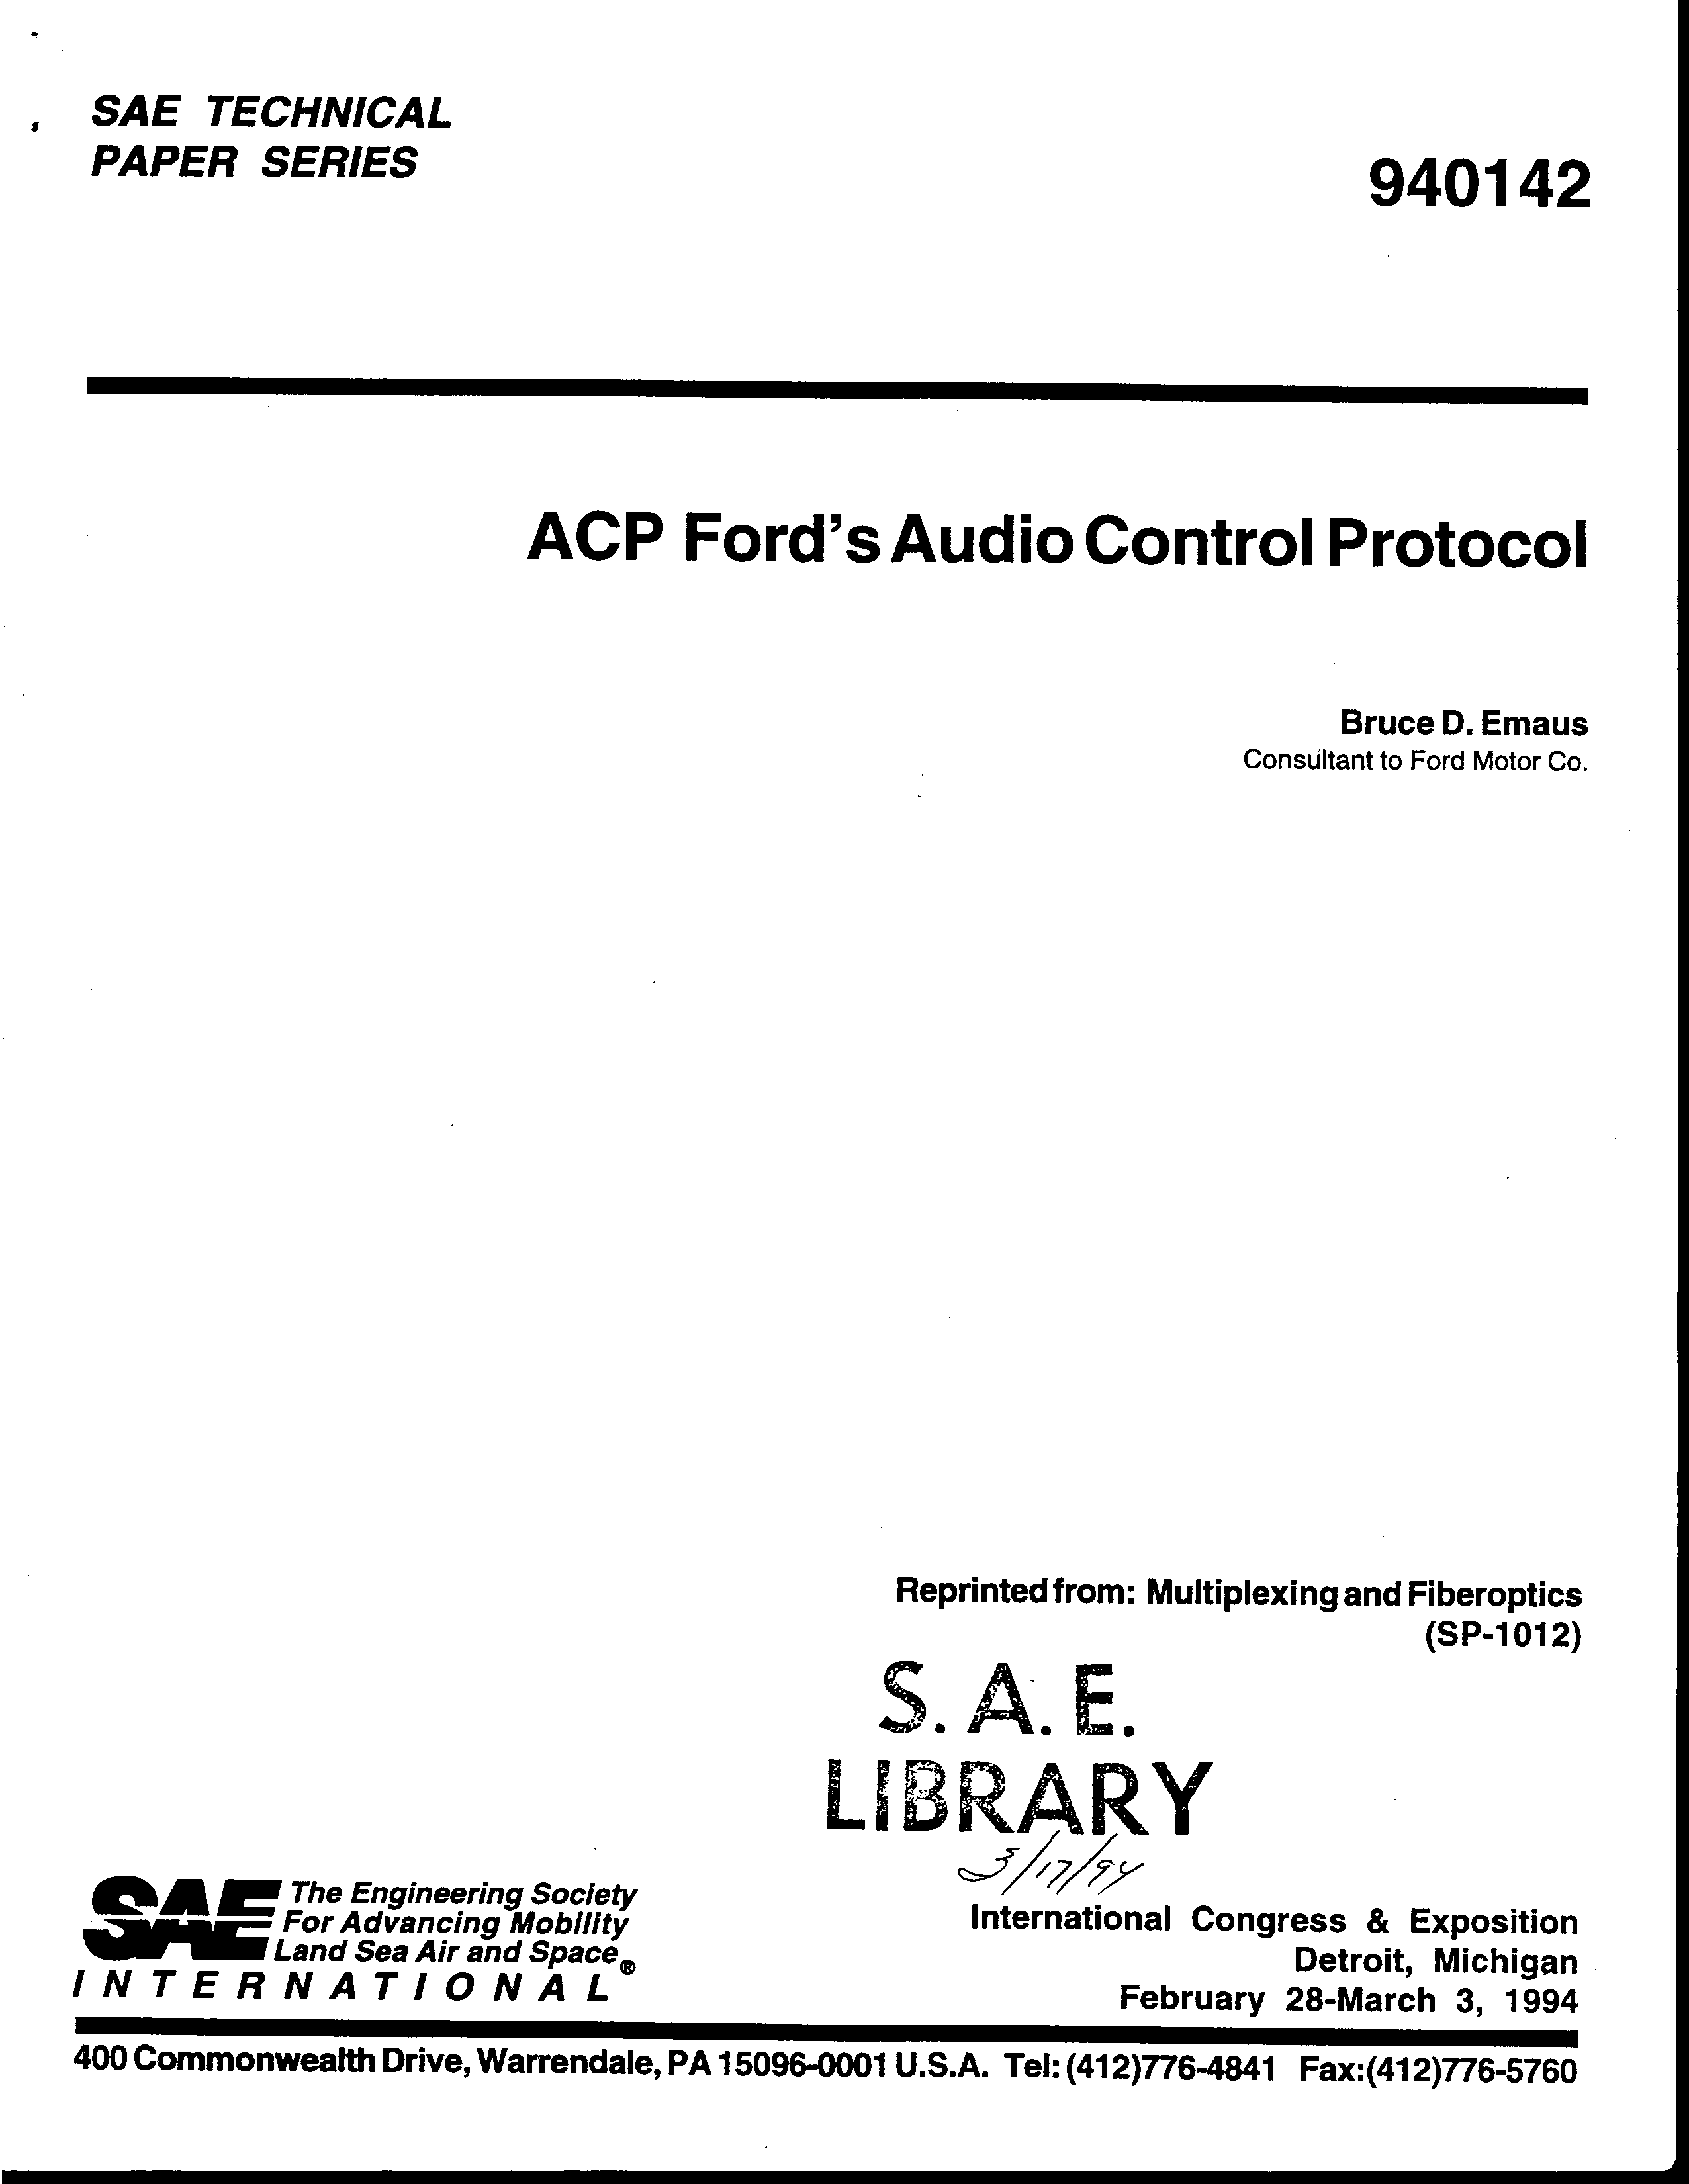 SAE TECHNICAL
PAPER SERIES
940142
ACP Ford's Audio Control Protocol
Bruce D. Emaus
Consultant to Ford Motor Co.
Reprinted from: Multiplexing and Fiberoptics
(SP-1012)
S. A. E.
LIBRARY
3/17/94
SAE The Engineering Society
For Advancing Mobility
Land Sea Air and Space®
INTERNATIONAL
International Congress & Exposition
Detroit, Michigan
February 28-March 3, 1994
400 Commonwealth Drive, Warrendale, PA 15096-0001 U.S.A. Tel: (412)776-4841 Fax:(412)776-5760